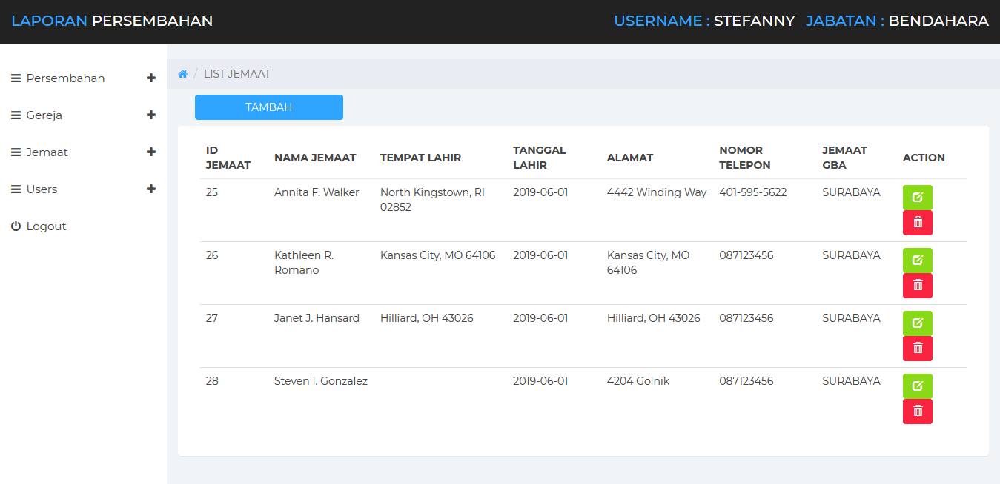 LAPORAN PERSEMBAHAN
USERNAME : STEFANNY JABATAN : BENDAHARA
Persembahan
Gereja
Jemaat
Users
Logout
/ LIST JEMAAT
TAMBAH
ID JEMAAT NAMA JEMAAT TEMPAT LAHIR TANGGAL LAHIR ALAMAT NOMOR TELEPON JEMAAT GBA ACTION
25 Annita F. Walker North Kingstown, RI 02852 2019-06-01 4442 Winding Way 401-595-5622 SURABAYA
26 Kathleen R. Romano Kansas City, MO 64106 2019-06-01 Kansas City, MO 64106 087123456 SURABAYA
27 Janet J. Hansard Hilliard, OH 43026 2019-06-01 Hilliard, OH 43026 087123456 SURABAYA
28 Steven I. Gonzalez 2019-06-01 4204 Golnik 087123456 SURABAYA